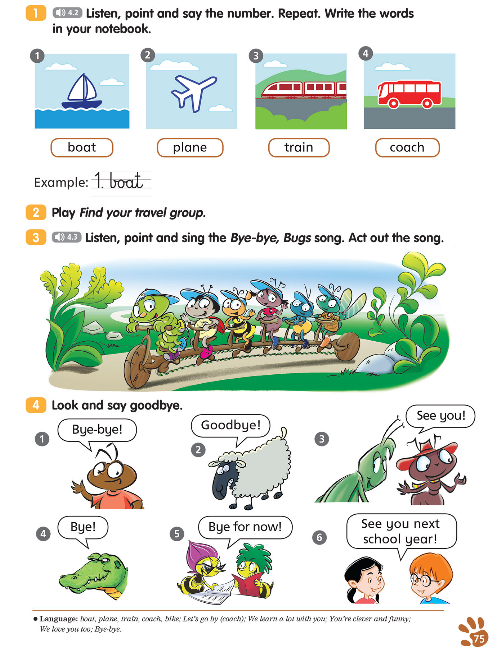 1 4.2 Listen, point and say the number. Repeat. Write the words
in your notebook.
1 2 3 4
boat plane train coach
Example: 1. boat
2 Play Find your travel group.
3 4.3 Listen, point and sing the Bye-bye, Bugs song. Act out the song.
4 Look and say goodbye.
1 Bye-bye!
2 Goodbye!
3 See you!
4 Bye!
5 Bye for now!
6 See you next
school year!
● Language: boat, plane, train, coach, bike; Let's go by (coach); We learn a lot with you; You're clever and funny;
We love you too; Bye-bye.
75